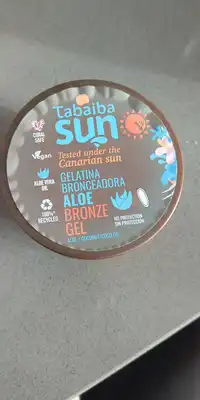 Tabaiba
sun
Tested under the
Canarian sun
CORAL
SAFE
Vegan
ALOE VERA
100%
RECYCLED
GELATINA
BRONCEADORA
ALOE
BRONZE
GEL
NO PROTECTION
SIN PROTECCIÓN